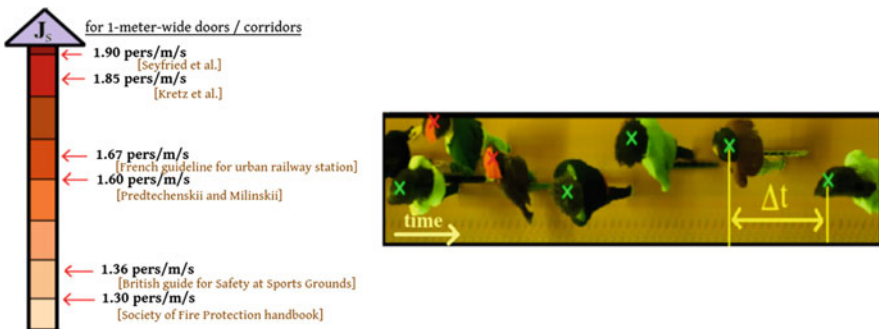 Js
for 1-meter-wide doors / corridors
1.90 pers/m/s
[Seyfried et al.]
1.85 pers/m/s
[Kretz et al.]
1.67 pers/m/s
[French guideline for urban railway station]
1.60 pers/m/s
[Predtechenskii and Milinskii]
1.36 pers/m/s
[British guide for Safety at Sports Grounds]
1.30 pers/m/s
[Society of Fire Protection handbook]
time
Δt